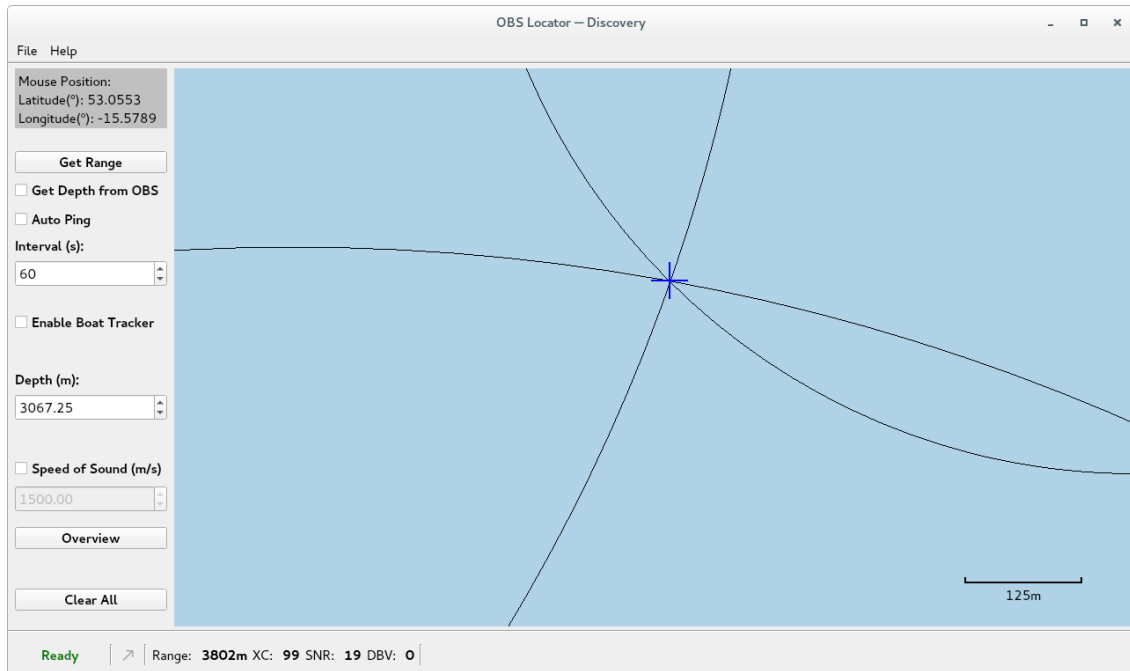 OBS Locator — Discovery
File Help
Mouse Position:
Latitude(°): 53.0553
Longitude(°): -15.5789
Get Range
Get Depth from OBS
Auto Ping
Interval (s):
60
Enable Boat Tracker
Depth (m):
3067.25
Speed of Sound (m/s)
1500.00
Overview
125m
Clear All
Ready Range: 3802m XC: 99 SNR: 19 DBV: 0